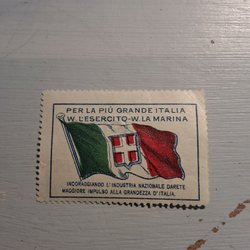 PER LA PIÙ GRANDE ITALIA
W. L'ESERCITO - W. LA MARINA
INCORAGGIANDO L'INDUSTRIA NAZIONALE DARETE
MAGGIORE IMPULSO ALLA GRANDEZZA D'ITALIA.